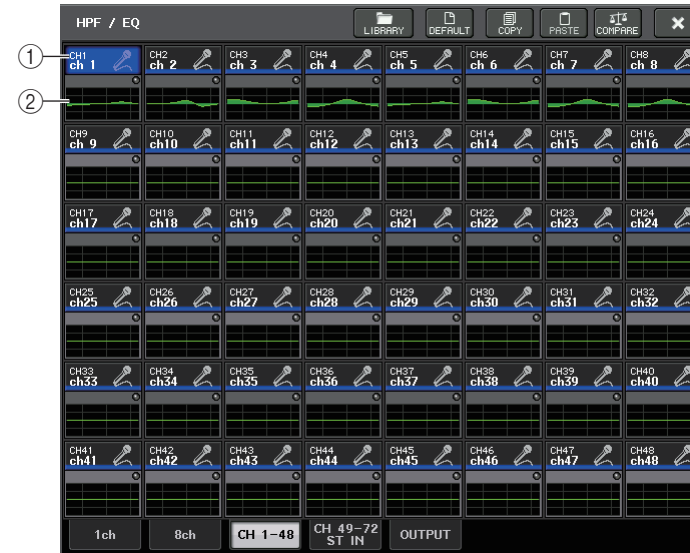 HPF / EQ
LIBRARY DEFAULT COPY PASTE COMPARE ×
① CH1 CH2 CH3 CH4 CH5 CH6 CH7 CH8
ch 1 ch 2 ch 3 ch 4 ch 5 ch 6 ch 7 ch 8
②
CH9 CH10 CH11 CH12 CH13 CH14 CH15 CH16
ch 9 ch10 ch11 ch12 ch13 ch14 ch15 ch16
CH17 CH18 CH19 CH20 CH21 CH22 CH23 CH24
ch17 ch18 ch19 ch20 ch21 ch22 ch23 ch24
CH25 CH26 CH27 CH28 CH29 CH30 CH31 CH32
ch25 ch26 ch27 ch28 ch29 ch30 ch31 ch32
CH33 CH34 CH35 CH36 CH37 CH38 CH39 CH40
ch33 ch34 ch35 ch36 ch37 ch38 ch39 ch40
CH41 CH42 CH43 CH44 CH45 CH46 CH47 CH48
ch41 ch42 ch43 ch44 ch45 ch46 ch47 ch48
1ch 8ch CH 1-48 CH 49-72 OUTPUT
ST IN